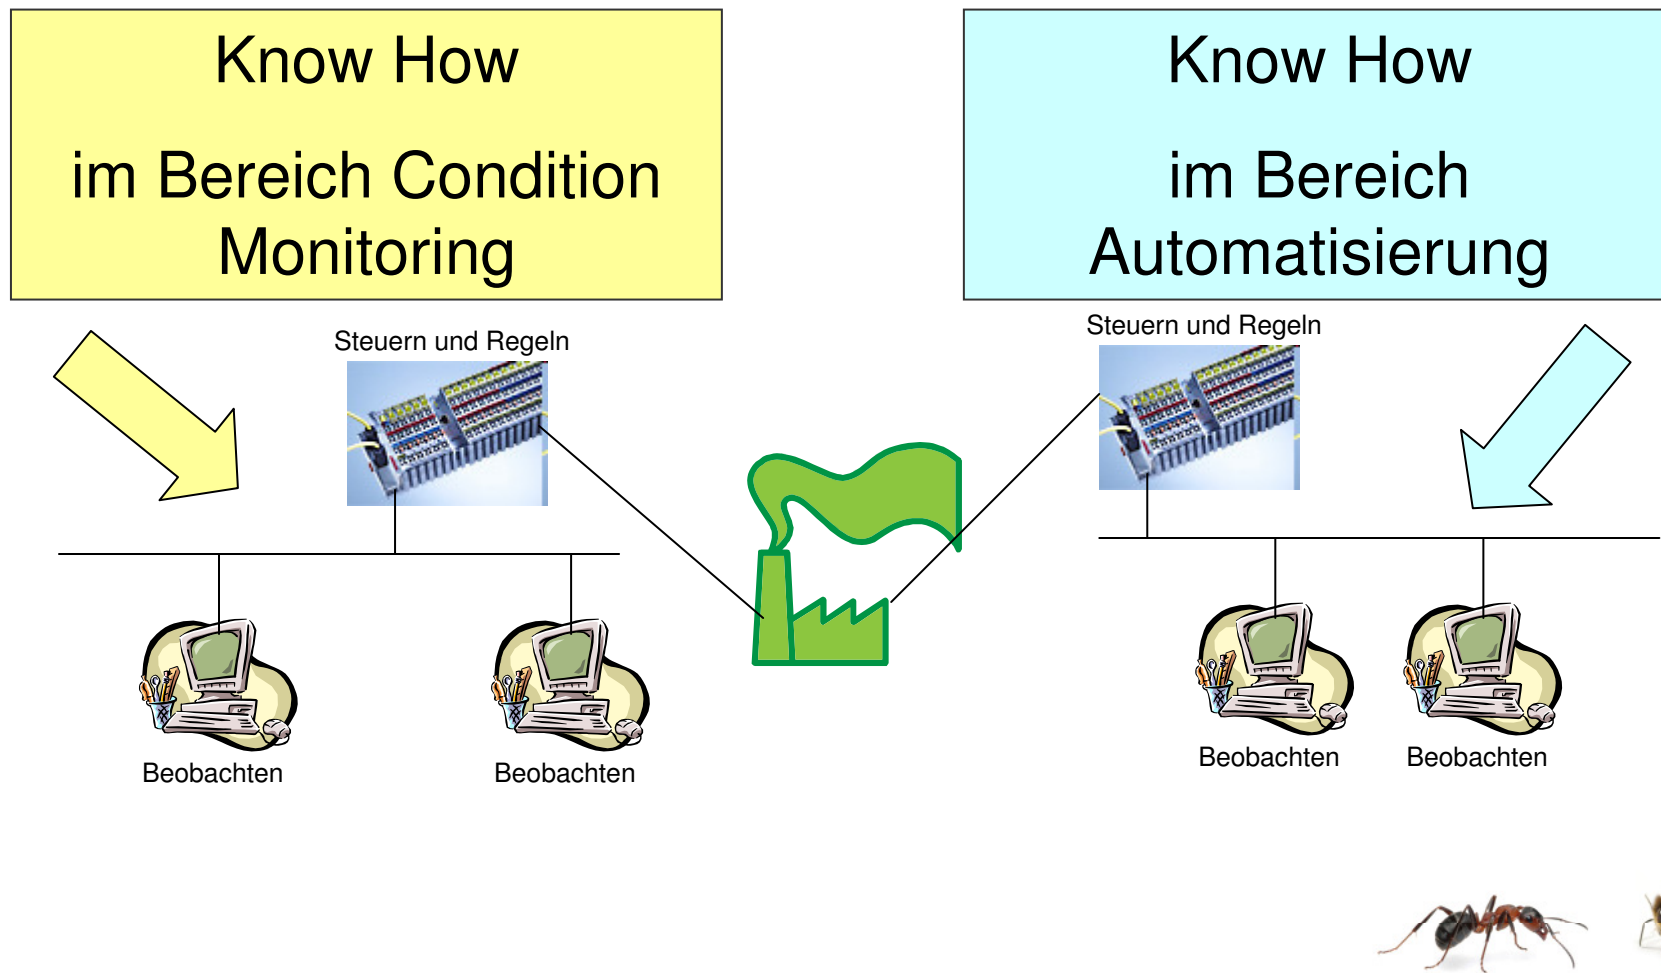 Know How
im Bereich Condition
Monitoring
Know How
im Bereich
Automatisierung
Steuern und Regeln
Steuern und Regeln
Beobachten
Beobachten
Beobachten
Beobachten